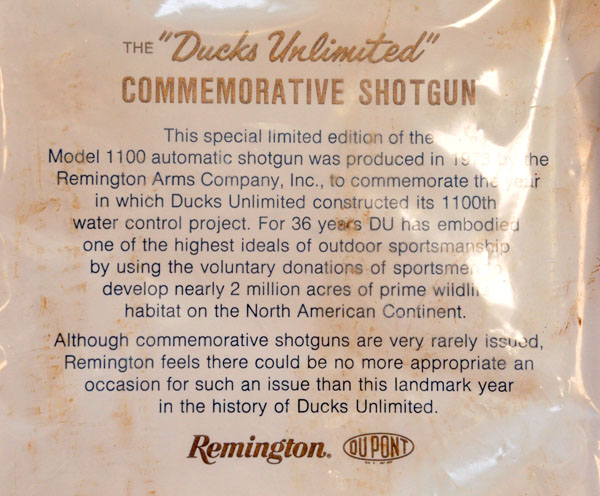 THE "Ducks Unlimited"
COMMEMORATIVE SHOTGUN
This special limited edition of the
Model 1100 automatic shotgun was produced in 1973 by the
Remington Arms Company, Inc., to commemorate the year
in which Ducks Unlimited constructed its 1100th
water control project. For 36 years DU has embodied
one of the highest ideals of outdoor sportsmanship
by using the voluntary donations of sportsmen to
develop nearly 2 million acres of prime wildlife
habitat on the North American Continent.
Although commemorative shotguns are very rarely issued,
Remington feels there could be no more appropriate an
occasion for such an issue than this landmark year
in the history of Ducks Unlimited.
Remington. DU PONT